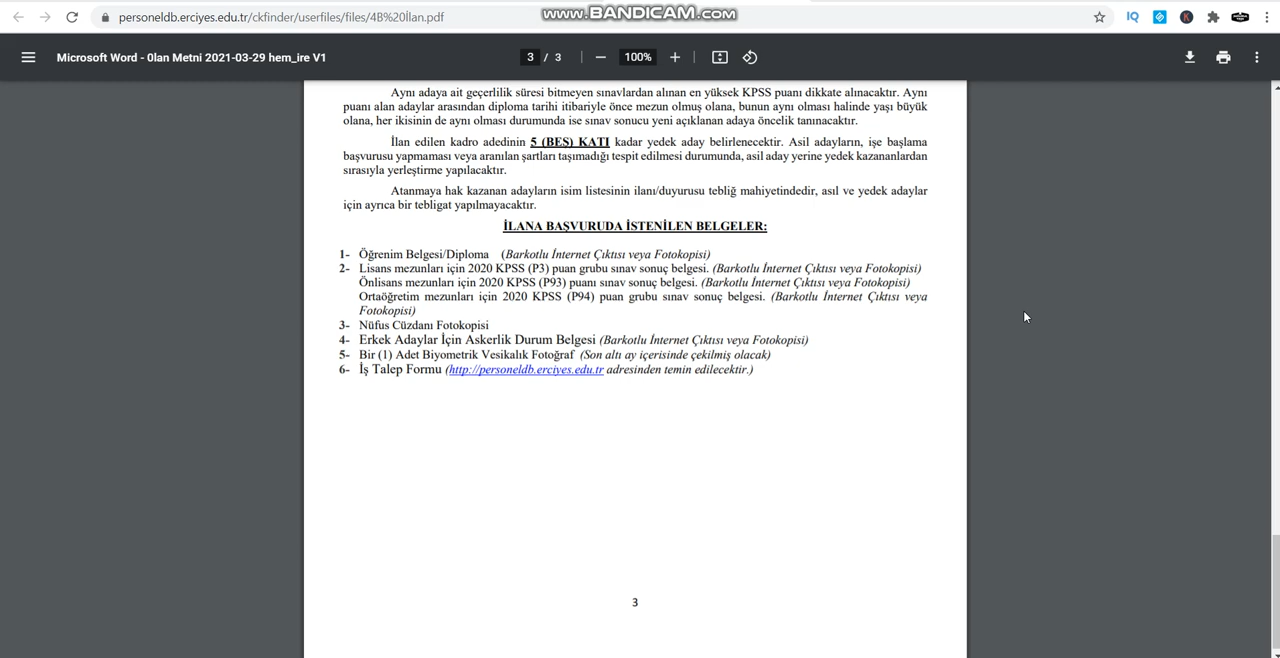 personeldb.erciyes.edu.tr/ckfinder/userfiles/files/4B%20İlan.pdf
www.BANDICAM.com
IQ
K
Microsoft Word - 0lan Metni 2021-03-29 hem_ire V1
3 / 3
100%
Aynı adaya ait geçerlilik süresi bitmeyen sınavlardan alınan en yüksek KPSS puanı dikkate alınacaktır. Aynı
puanı alan adaylar arasından diploma tarihi itibariyle önce mezun olmuş olana, bunun aynı olması halinde yaşı büyük
olana, her ikisinin de aynı olması durumunda ise sınav sonucu yeni açıklanan adaya öncelik tanınacaktır.
İlan edilen kadro adedinin 5 (BEŞ) KATI kadar yedek aday belirlenecektir. Asil adayların, işe başlama
başvurusu yapmaması veya aranılan şartları taşımadığı tespit edilmesi durumunda, asil aday yerine yedek kazananlardan
sırasıyla yerleştirme yapılacaktır.
Atanmaya hak kazanan adayların isim listesinin ilanı/duyurusu tebliğ mahiyetindedir, asıl ve yedek adaylar
için ayrıca bir tebligat yapılmayacaktır.
İLANA BAŞVURUDA İSTENİLEN BELGELER:
1- Öğrenim Belgesi/Diploma (Barkotlu İnternet Çıktısı veya Fotokopisi)
2- Lisans mezunları için 2020 KPSS (P3) puan grubu sınav sonuç belgesi. (Barkotlu İnternet Çıktısı veya Fotokopisi)
Önlisans mezunları için 2020 KPSS (P93) puanı sınav sonuç belgesi. (Barkotlu İnternet Çıktısı veya Fotokopisi)
Ortaöğretim mezunları için 2020 KPSS (P94) puan grubu sınav sonuç belgesi. (Barkotlu İnternet Çıktısı veya
Fotokopisi)
3- Nüfus Cüzdanı Fotokopisi
4- Erkek Adaylar İçin Askerlik Durum Belgesi (Barkotlu İnternet Çıktısı veya Fotokopisi)
5- Bir (1) Adet Biyometrik Vesikalık Fotoğraf (Son altı ay içerisinde çekilmiş olacak)
6- İş Talep Formu (http://personeldb.erciyes.edu.tr adresinden temin edilecektir.)
3